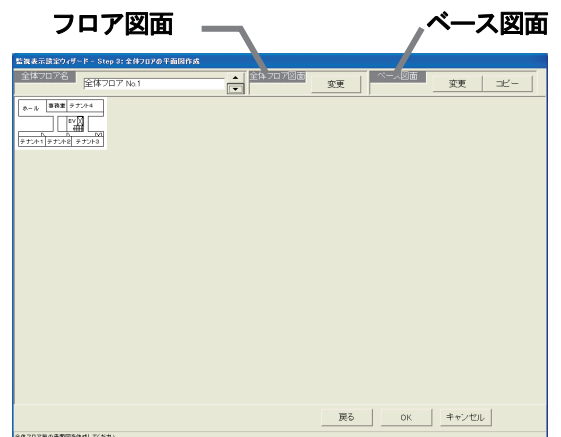 フロア図面 ベース図面
監視表示設定ウィザード - Step 3: 全体フロアの平面図作成
全体フロア名 全体フロア No.1 全体フロア図面 変更 ベース図面 変更 コピー
ホール 事務室 テナント4
EV
テナント1 テナント2 テナント3
戻る OK キャンセル